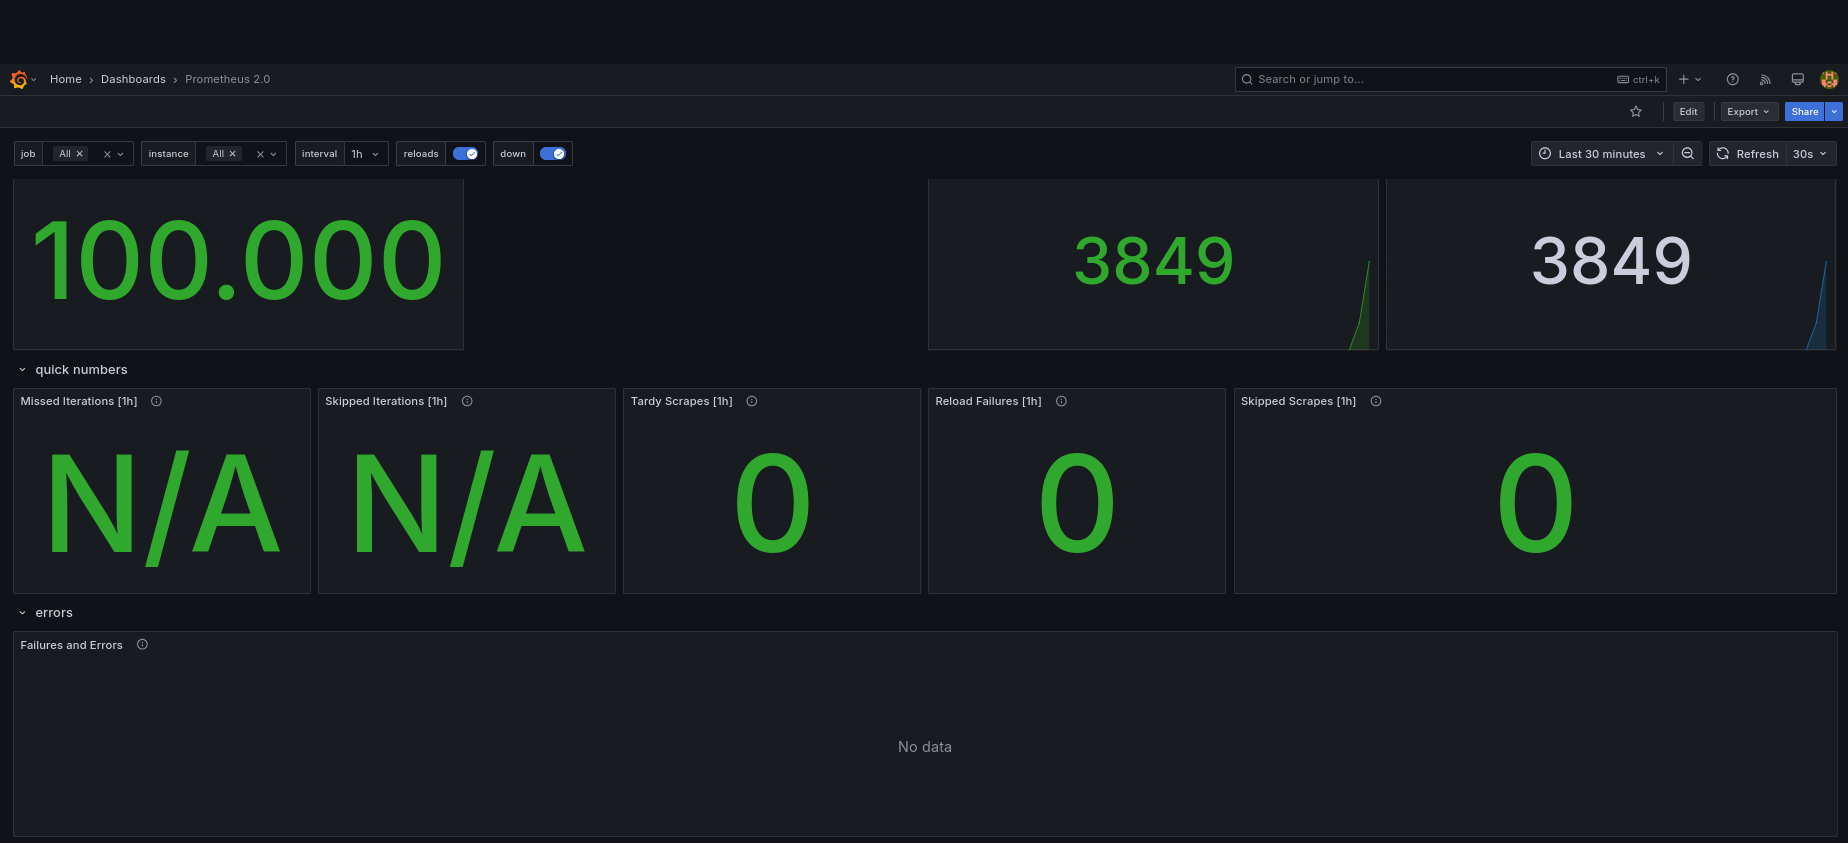 Home › Dashboards › Prometheus 2.0
Search or jump to...
ctrl+k
Edit
Export
Share
job All
instance All
interval 1h
reloads
down
Last 30 minutes
Refresh
30s
100.000
3849
3849
quick numbers
Missed Iterations [1h]
N/A
Skipped Iterations [1h]
N/A
Tardy Scrapes [1h]
0
Reload Failures [1h]
0
Skipped Scrapes [1h]
0
errors
Failures and Errors
No data